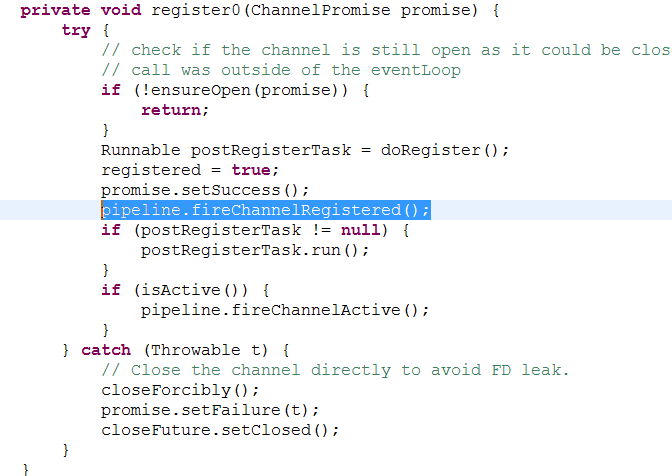 private void register0(ChannelPromise promise) {
try {
// check if the channel is still open as it could be clos
// call was outside of the eventLoop
if (!ensureOpen(promise)) {
return;
}
Runnable postRegisterTask = doRegister();
registered = true;
promise.setSuccess();
pipeline.fireChannelRegistered();
if (postRegisterTask != null) {
postRegisterTask.run();
}
if (isActive()) {
pipeline.fireChannelActive();
}
} catch (Throwable t) {
// Close the channel directly to avoid FD leak.
closeForcibly();
promise.setFailure(t);
closeFuture.setClosed();
}
}